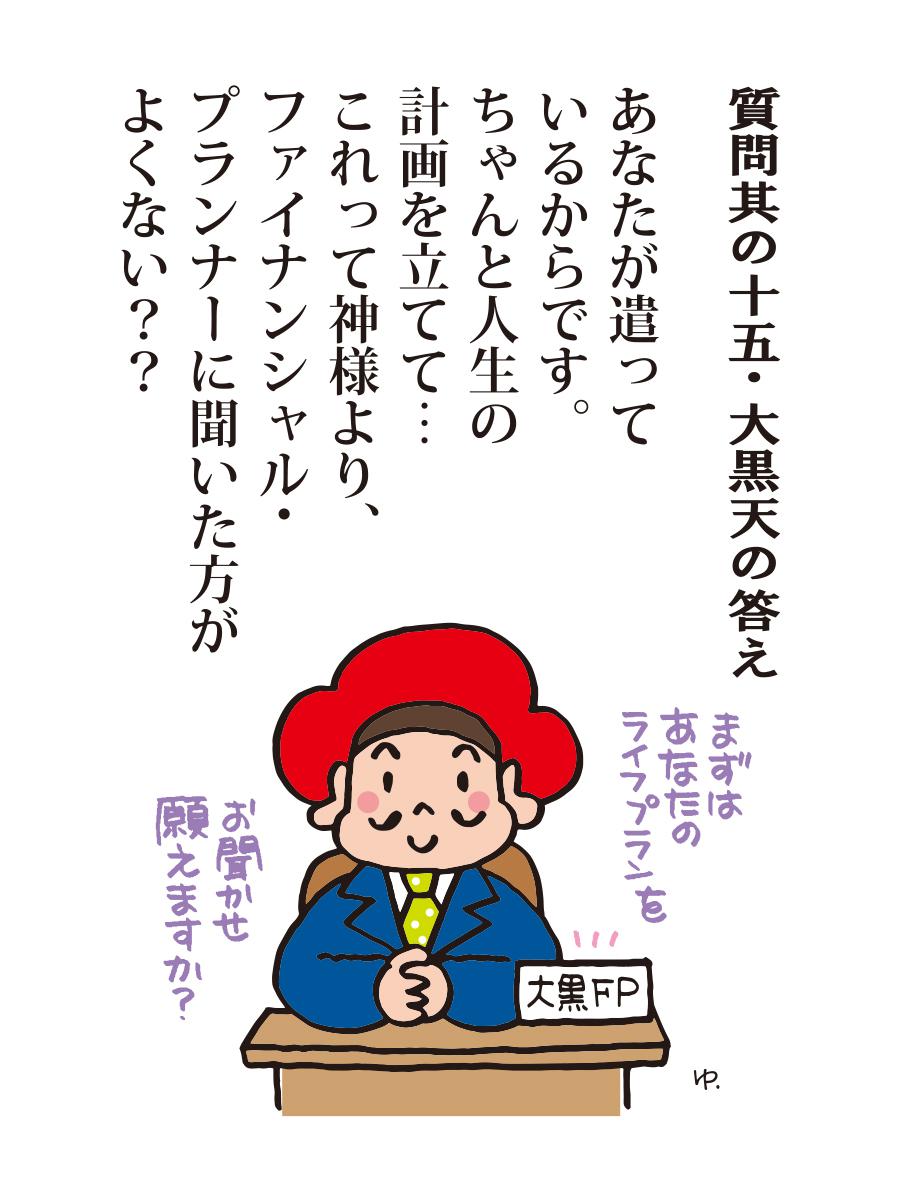 質問其の十五・大黒天の答え
あなたが遣って
いるからです。
ちゃんと人生の
計画を立てて…
これって神様より、
ファイナンシャル・
プランナーに聞いた方が
よくない？？
まずは
あなたの
ライフプランを
お聞かせ
願えますか?
大黒FP
ゆ.